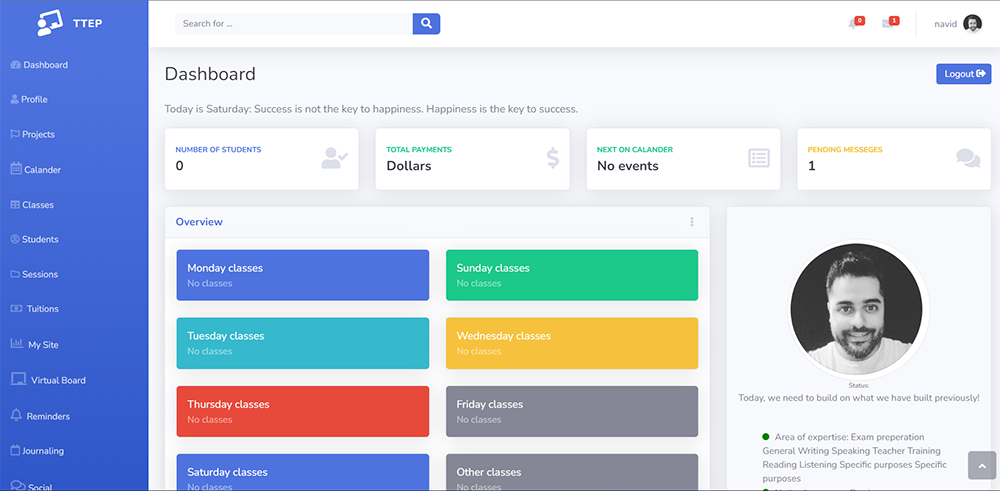 TTEP
Search for ...
0
1
navid
Dashboard
Profile
Projects
Calander
Classes
Students
Sessions
Tuitions
My Site
Virtual Board
Reminders
Journaling
Social
Dashboard
Logout
Today is Saturday: Success is not the key to happiness. Happiness is the key to success.
NUMBER OF STUDENTS
0
TOTAL PAYMENTS
Dollars
NEXT ON CALANDER
No events
PENDING MESSEGES
1
Overview
Monday classes
No classes
Sunday classes
No classes
Tuesday classes
No classes
Wednesday classes
No classes
Thursday classes
No classes
Friday classes
No classes
Saturday classes
No classes
Other classes
No classes
Status:
Today, we need to build on what we have built previously!
Area of expertise: Exam preperation
General Writing Speaking Teacher Training
Reading Listening Specific purposes Specific
purposes